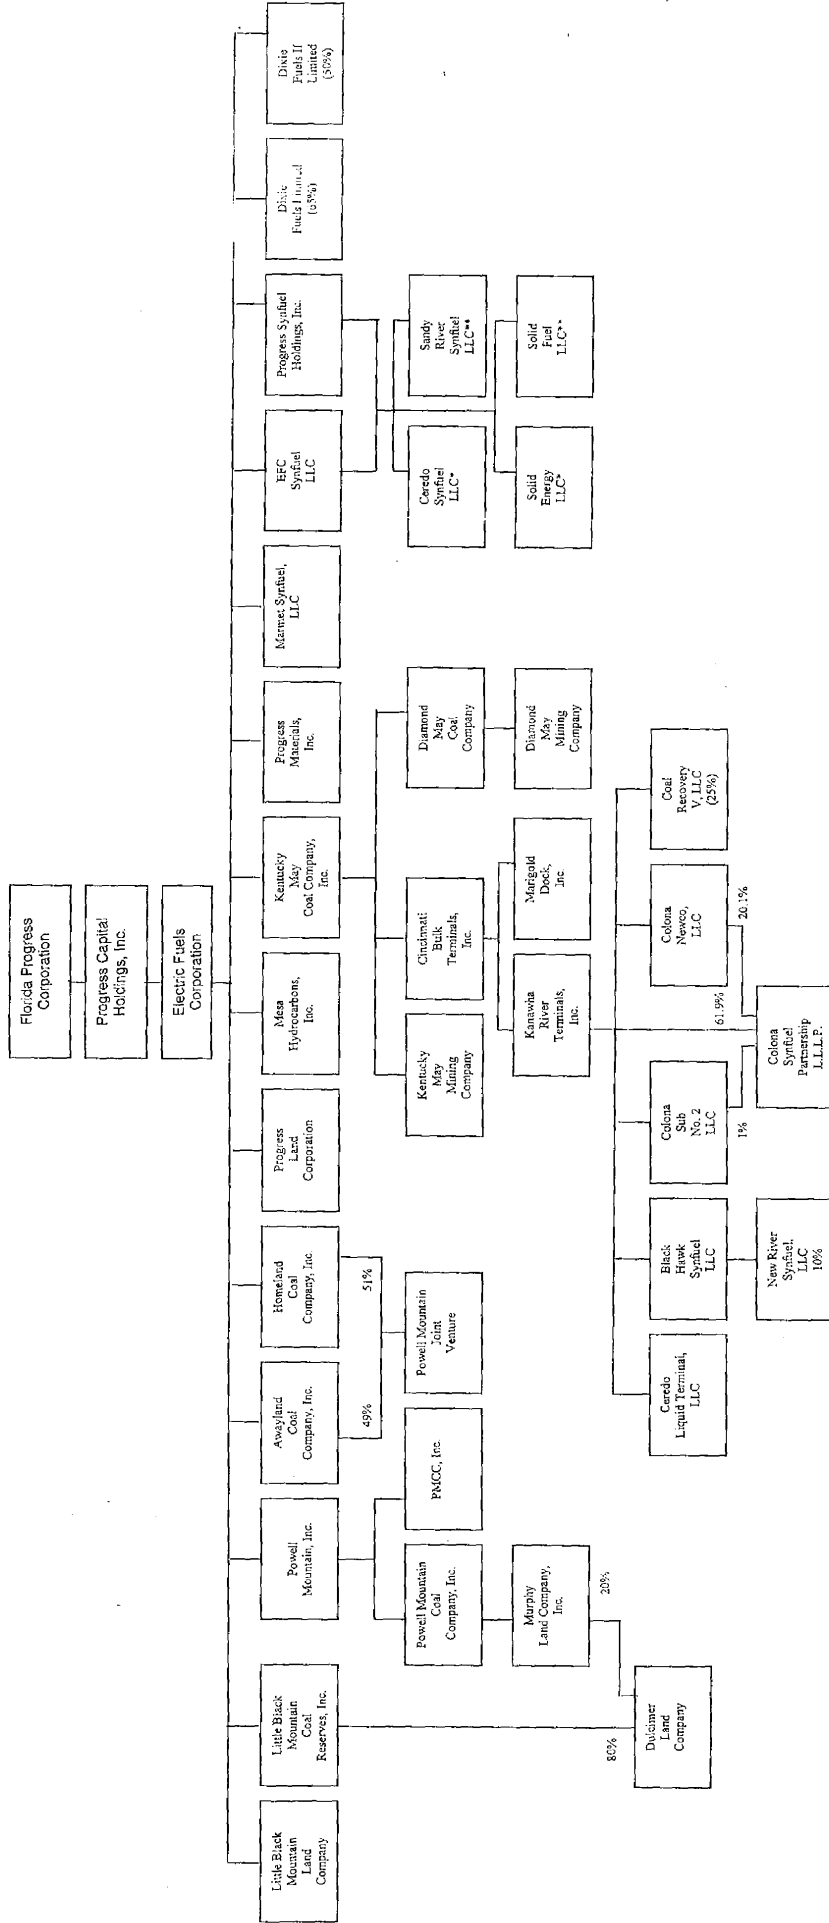 Florida Progress
Corporation
Progress Capital
Holdings, Inc.
Electric Fuels
Corporation
Little Black
Mountain
Land
Company
Little Black
Mountain
Coal
Reserves, Inc.
Powell
Mountain, Inc.
Awayland
Coal
Company, Inc.
Homeland
Coal
Company, Inc.
Progress
Land
Corporation
Mesa
Hydrocarbons,
Inc.
Kentucky
May
Coal Company,
Inc.
Progress
Materials,
Inc.
Marmet Synfuel,
LLC
EFC
Synfuel
LLC
Progress Synfuel
Holdings, Inc.
Dixie
Fuels Limited
(65%)
Dixie
Fuels II
Limited
(50%)
49%
51%
Powell Mountain
Coal
Company, Inc.
PMCC, Inc.
Powell Mountain
Joint
Venture
Kentucky
May
Mining
Company
Cincinnati
Bulk
Terminals,
Inc.
Diamond
May
Coal
Company
Ceredo
Synfuel
LLC*
Sandy
River
Synfuel
LLC**
Murphy
Land Company,
Inc.
Kanawha
River
Terminals,
Inc.
Marigold
Dock,
Inc.
Diamond
May
Mining
Company
Solid
Energy
LLC*
Solid
Fuel
LLC**
80%
20%
Dulcimer
Land
Company
Ceredo
Liquid Terminal,
LLC
Black
Hawk
Synfuel
LLC
Colona
Sub
No. 2
LLC
Colona
Newco,
LLC
Coal
Recovery
V, LLC
(25%)
1%
61.9%
20.1%
New River
Synfuel,
LLC
10%
Colona
Synfuel
Partnership
L.L.L.P.